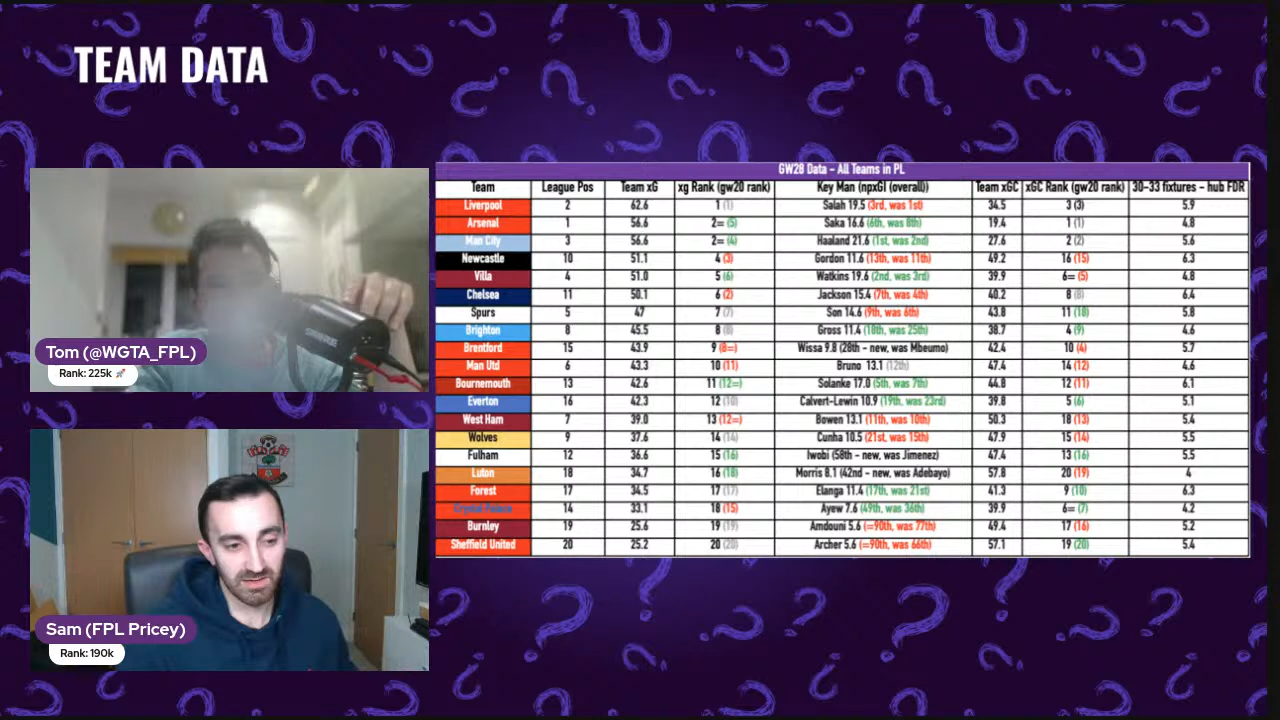 TEAM DATA
GW28 Data - All Teams in PL
Team League Pos Team xG xg Rank (gw20 rank) Key Man (npxGI (overall) Team xGC xGC Rank (gw20 rank) 30-33 fixtures - hub FDR
Liverpool 2 62.6 1 (1) Salah 19.5 (3rd, was 1st) 34.5 3 (3) 5.9
Arsenal 1 56.6 2= (5) Saka 16.6 (6th, was 8th) 19.4 1 (1) 4.8
Man City 3 56.6 2= (4) Haaland 21.6 (1st, was 2nd) 27.6 2 (2) 5.6
Newcastle 10 51.1 4 (3) Gordon 11.6 (13th, was 11th) 49.2 16 (15) 6.3
Villa 4 51.0 5 (6) Watkins 19.6 (2nd, was 3rd) 39.9 6= (5) 4.8
Chelsea 11 50.1 6 (2) Jackson 15.4 (7th, was 4th) 40.2 8 (8) 6.4
Spurs 5 47 7 (7) Son 14.6 (9th, was 6th) 43.8 11 (18) 5.8
Brighton 8 45.5 8 (8) Gross 11.4 (18th, was 25th) 38.7 4 (9) 4.6
Brentford 15 43.9 9 (8=) Wissa 9.8 (28th - new, was Mbeumo) 42.4 10 (4) 5.7
Man Utd 6 43.3 10 (11) Bruno 13.1 (12th) 47.4 14 (12) 4.6
Bournemouth 13 42.6 11 (12=) Solanke 17.0 (5th, was 7th) 44.8 12 (11) 6.1
Everton 16 42.3 12 (10) Calvert-Lewin 10.9 (19th, was 23rd) 39.8 5 (6) 5.1
West Ham 7 39.0 13 (12=) Bowen 13.1 (11th, was 10th) 50.3 18 (13) 5.4
Wolves 9 37.6 14 (14) Cunha 10.5 (21st, was 15th) 47.9 15 (14) 5.5
Fulham 12 36.6 15 (16) Iwobi (58th - new, was Jimenez) 47.4 13 (16) 5.5
Luton 18 34.7 16 (18) Morris 8.1 (42nd - new, was Adebayo) 57.8 20 (19) 4
Forest 17 34.5 17 (17) Elanga 11.4 (17th, was 21st) 41.3 9 (10) 6.3
Crystal Palace 14 33.1 18 (15) Ayew 7.6 (49th, was 36th) 39.9 6= (7) 4.2
Burnley 19 25.6 19 (19) Amdouni 5.6 (=90th, was 77th) 49.4 17 (16) 5.2
Sheffield United 20 25.2 20 (20) Archer 5.6 (=90th, was 66th) 57.1 19 (20) 5.4
Tom (@WGTA_FPL)
Rank: 225k 🚀
Sam (FPL Pricey)
Rank: 190k